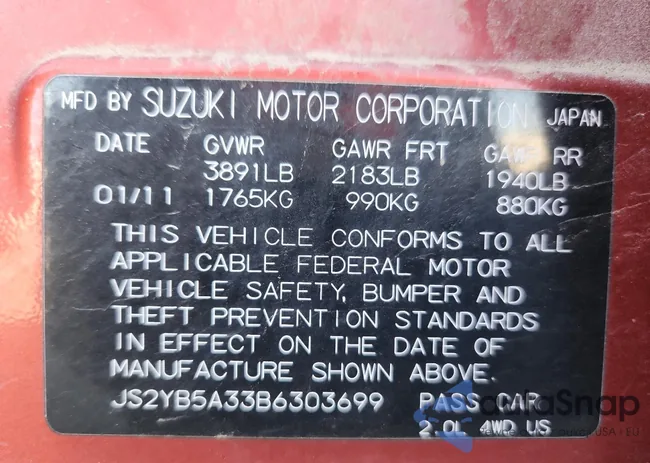 MFD BY SUZUKI MOTOR CORPORATION JAPAN
DATE GVWR GAWR FRT GAWR RR
3891LB 2183LB 1940LB
01/11 1765KG 990KG 880KG
THIS VEHICLE CONFORMS TO ALL
APPLICABLE FEDERAL MOTOR
VEHICLE SAFETY, BUMPER AND
THEFT PREVENTION STANDARDS
IN EFFECT ON THE DATE OF
MANUFACTURE SHOWN ABOVE.
JS2YB5A33B6303699 PASS CAR
2.0L 4WD US